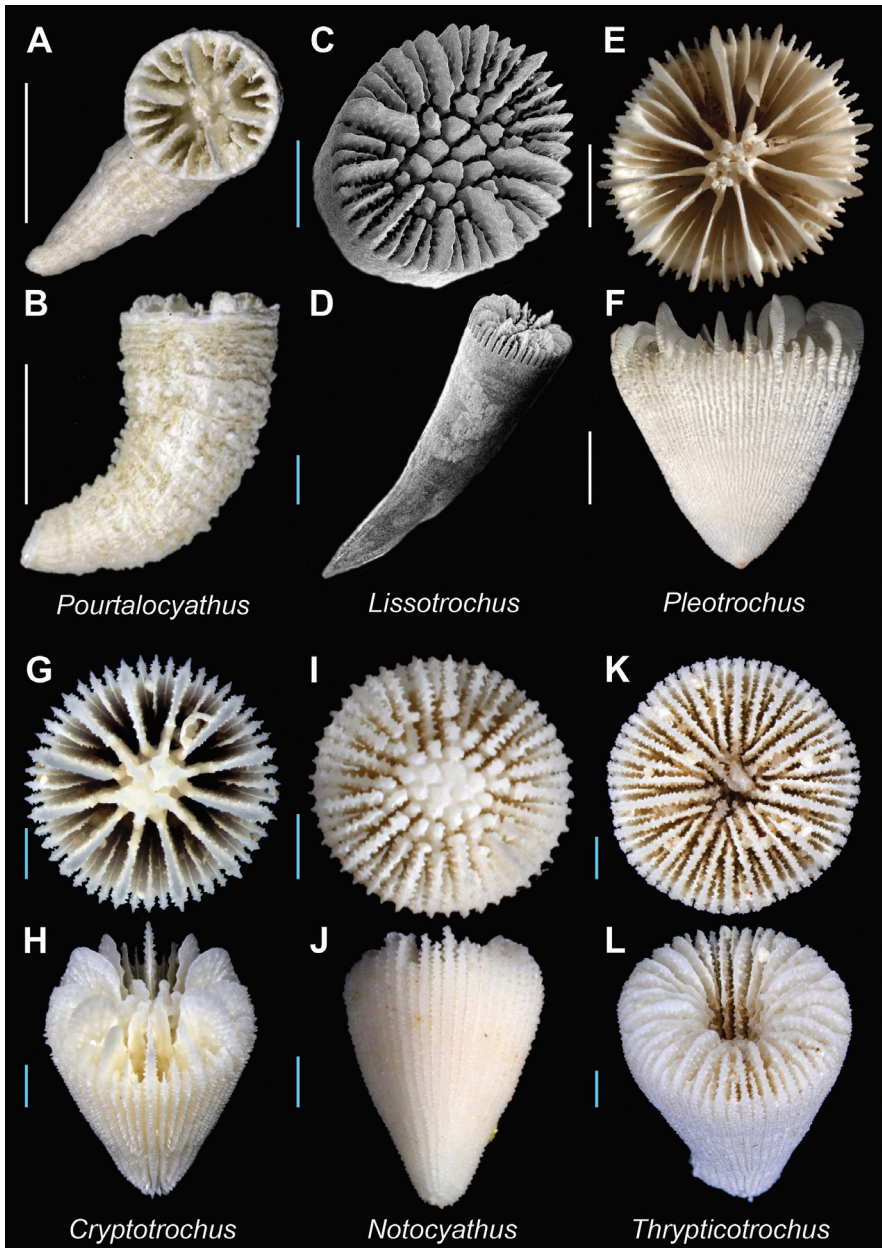 A C E
B D F
Pourtalocyathus Lissotrochus Pleotrochus
G I K
H J L
Cryptotrochus Notocyathus Thrypticotrochus